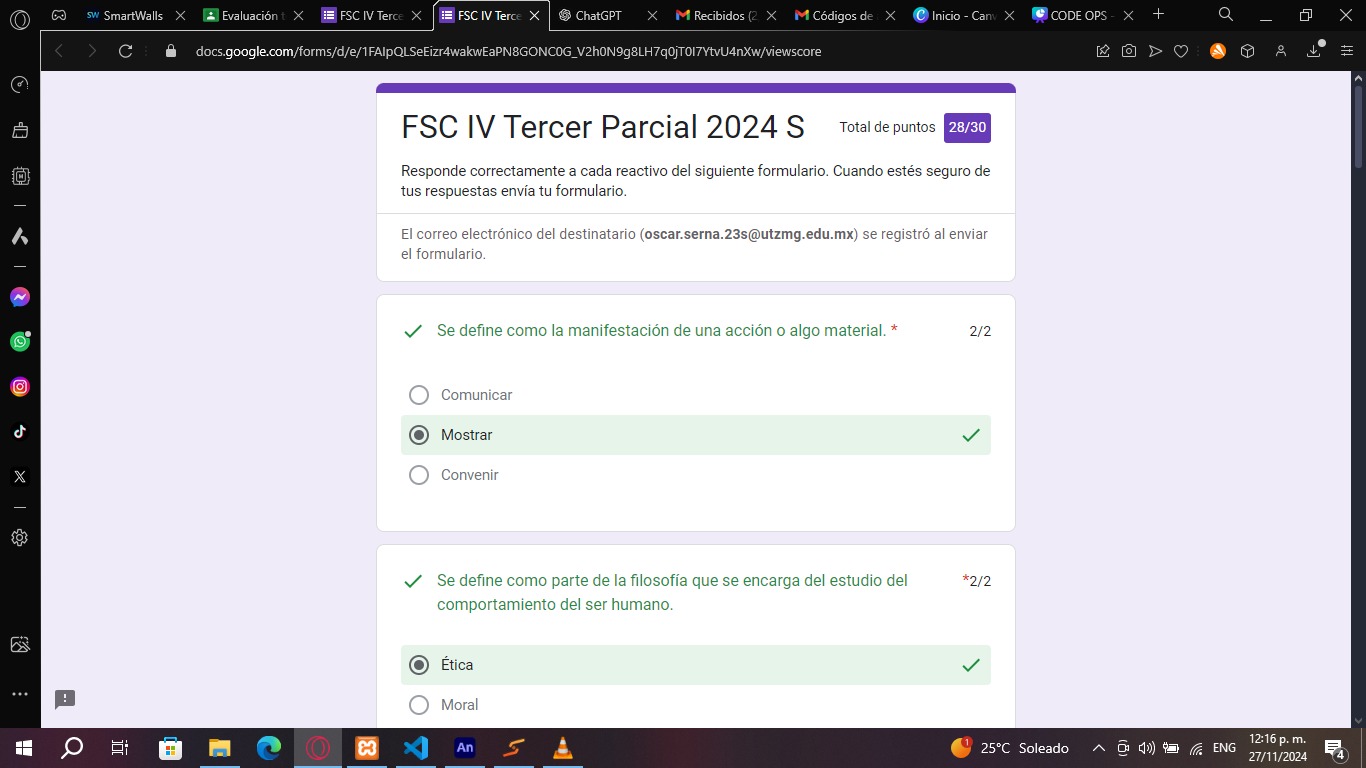 SmartWalls
Evaluación t
FSC IV Terce
FSC IV Terce
ChatGPT
Recibidos (2
Códigos de
Inicio - Can
CODE OPS -
docs.google.com/forms/d/e/1FAIpQLSeEizr4wakwEaPN8GONC0G_V2h0N9g8LH7q0jT0I7YtvU4nXw/viewscore
FSC IV Tercer Parcial 2024 S
Total de puntos 28/30
Responde correctamente a cada reactivo del siguiente formulario. Cuando estés seguro de
tus respuestas envía tu formulario.
El correo electrónico del destinatario (oscar.serna.23s@utzmg.edu.mx) se registró al enviar
el formulario.
Se define como la manifestación de una acción o algo material. *
2/2
Comunicar
Mostrar
Convenir
Se define como parte de la filosofía que se encarga del estudio del
comportamiento del ser humano.
*2/2
Ética
Moral
An
1
25°C Soleado
ENG
12:16 p. m.
27/11/2024
4